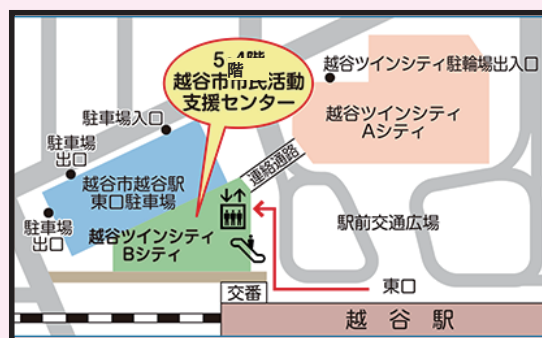 5・4階
階
越谷市市民活動
支援センター
越谷ツインシティ駐輪場出入口
越谷ツインシティ
Aシティ
駐車場入口
駐車場
出口
連絡通路
越谷市越谷駅
東口駐車場
駅前交通広場
駐車場
出口
越谷ツインシティ
Bシティ
交番
東口
越谷駅